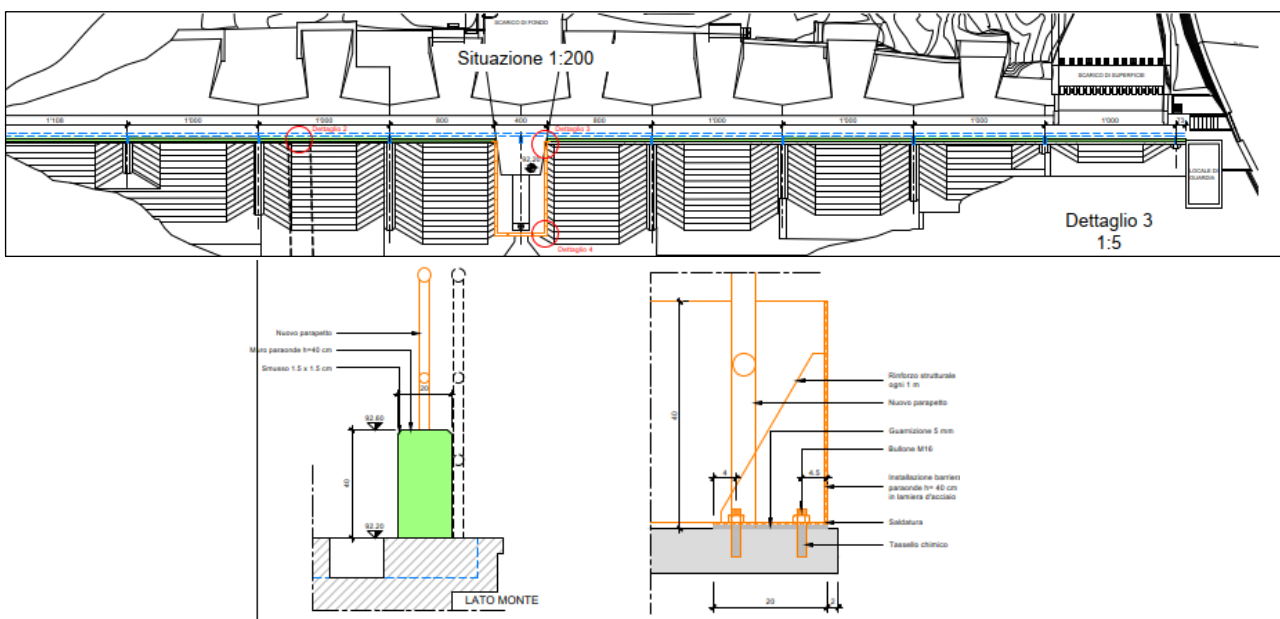 SCARICO DI FONDO
Situazione 1:200
SCARICO DI SUPERFICIE
1'106
1'000
1'000
800
400
800
1'000
1'000
1'000
73
Dettaglio 2
Dettaglio 3
92.20
LOCALE DI
GUARDIA
Dettaglio 4
Dettaglio 3
1:5
Nuovo parapetto
Muro paraonde h=40 cm
Smusso 1.5 x 1.5 cm
20
92.60
40
92.20
LATO MONTE
40
Rinforzo strutturale
ogni 1 m
Nuovo parapetto
Guarnizione 5 mm
Bullone M16
4
4.5
Installazione barriera
paraonde h= 40 cm
in lamiera d'acciaio
Saldatura
Tassello chimico
20
2